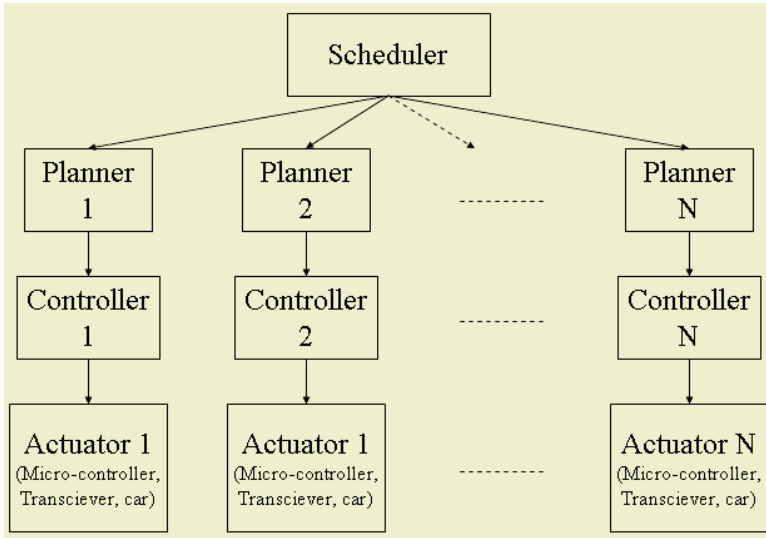 Scheduler
Planner
1
Planner
2
Planner
N
Controller
1
Controller
2
Controller
N
Actuator 1
(Micro-controller,
Transciever, car)
Actuator 1
(Micro-controller,
Transciever, car)
Actuator N
(Micro-controller,
Transciever, car)